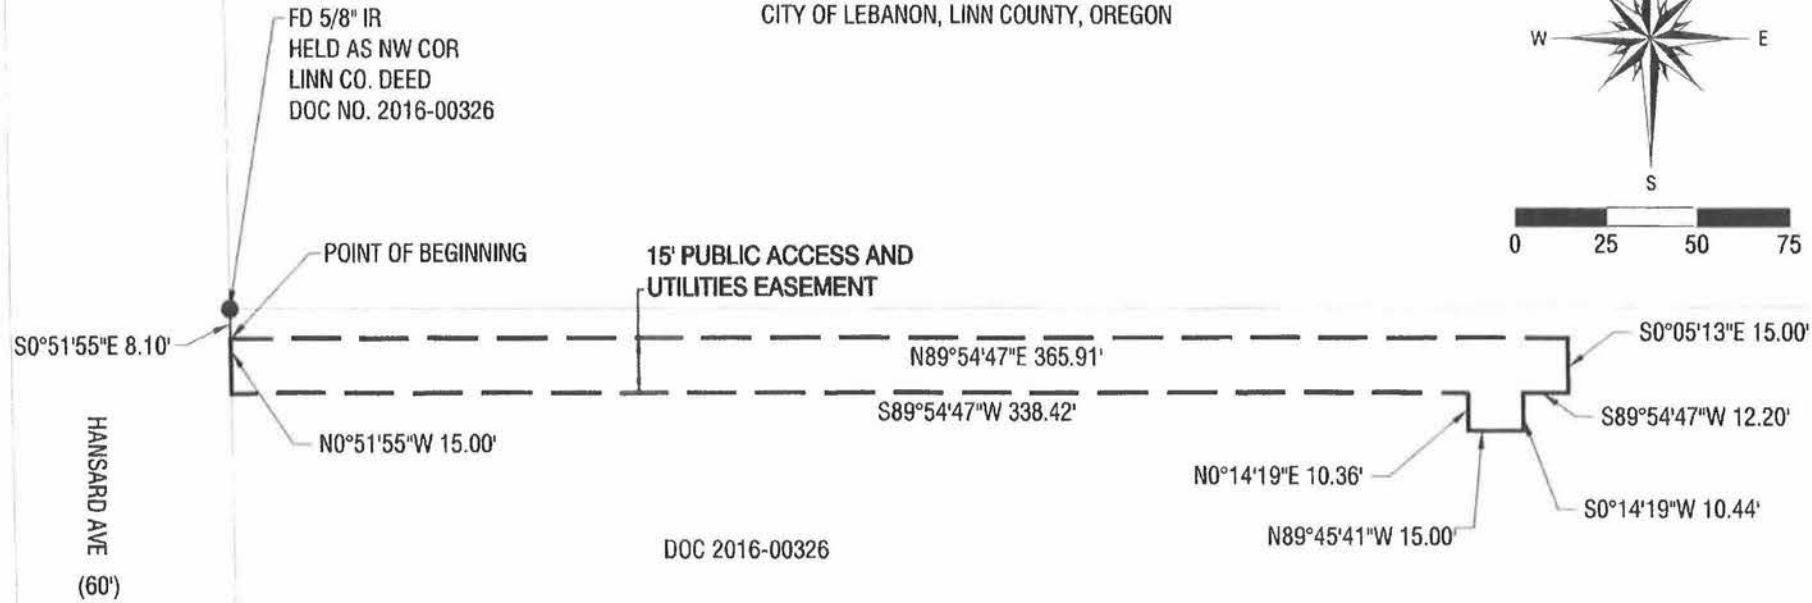 FD 5/8" IR
HELD AS NW COR
LINN CO. DEED
DOC NO. 2016-00326
CITY OF LEBANON, LINN COUNTY, OREGON
W
E
S
0 25 50 75
POINT OF BEGINNING
15' PUBLIC ACCESS AND
UTILITIES EASEMENT
S0°51'55"E 8.10'
N89°54'47"E 365.91'
S0°05'13"E 15.00'
S89°54'47"W 338.42'
S89°54'47"W 12.20'
N0°51'55"W 15.00'
N0°14'19"E 10.36'
S0°14'19"W 10.44'
N89°45'41"W 15.00'
DOC 2016-00326
HANSARD AVE
(60')